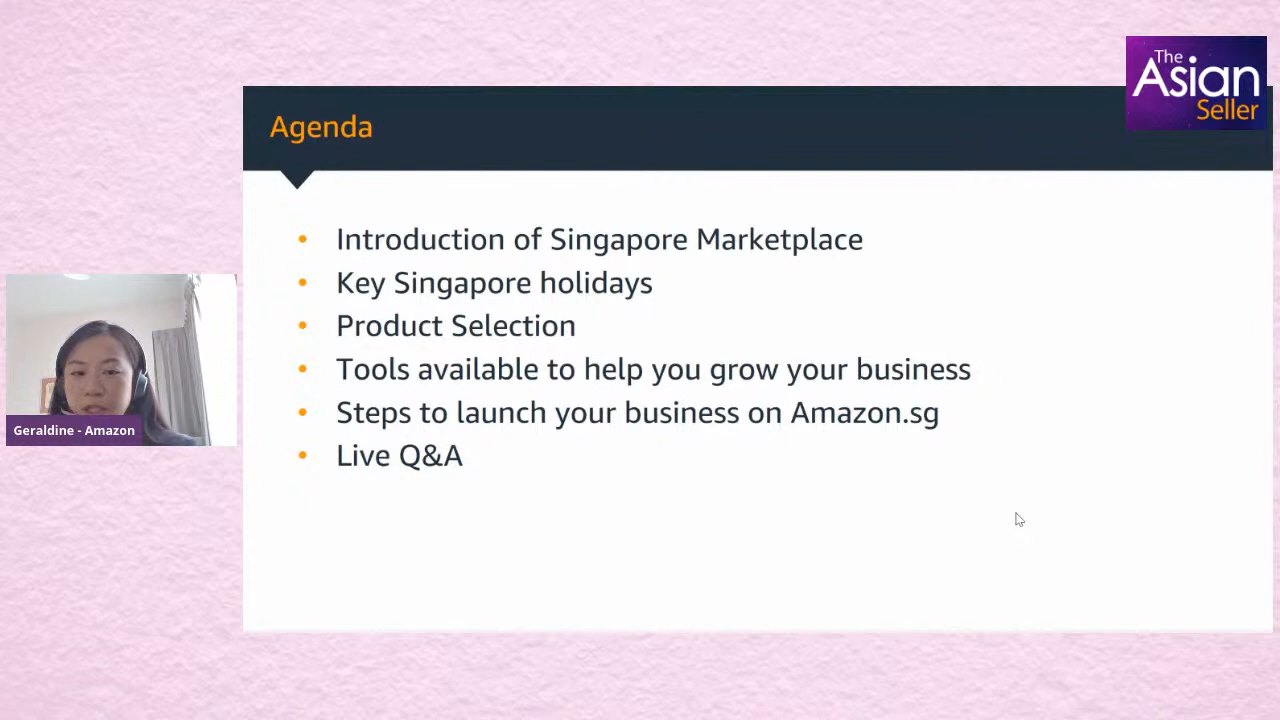 The
Asian
Seller
Agenda
• Introduction of Singapore Marketplace
• Key Singapore holidays
• Product Selection
• Tools available to help you grow your business
• Steps to launch your business on Amazon.sg
• Live Q&A
Geraldine - Amazon